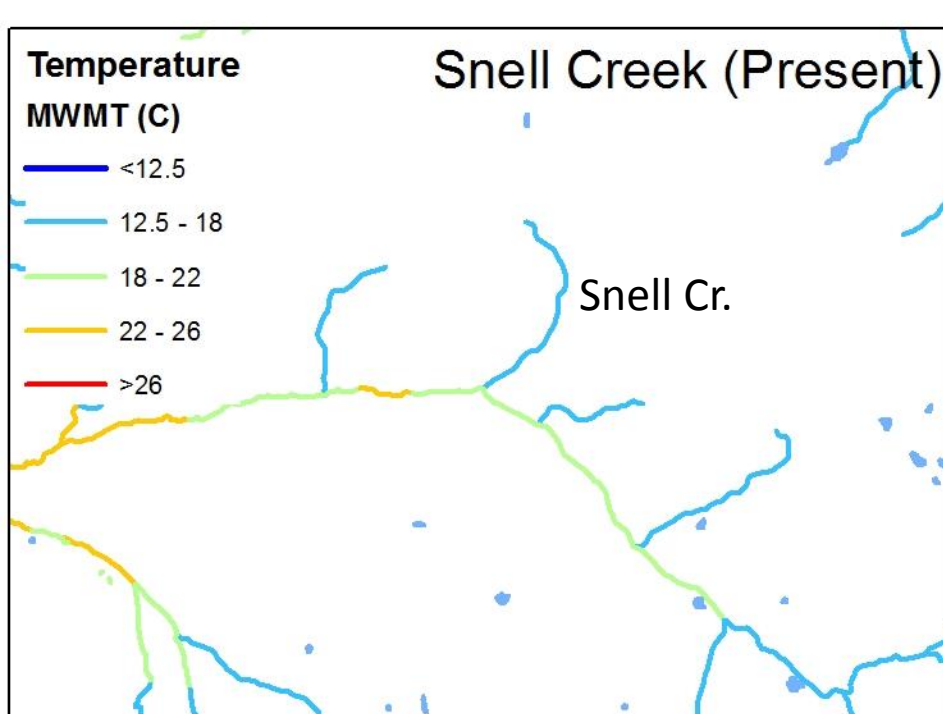 Snell Creek (Present)
Temperature
MWMT (C)
<12.5
12.5 - 18
18 - 22
22 - 26
>26
Snell Cr.